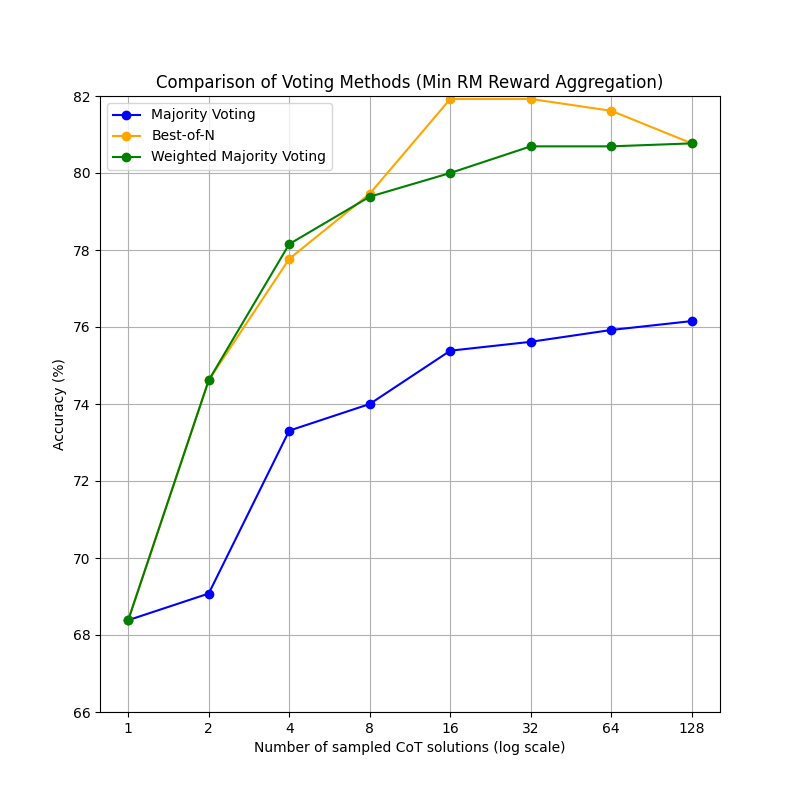 Comparison of Voting Methods (Min RM Reward Aggregation)
Majority Voting
Best-of-N
Weighted Majority Voting
82
80
78
76
74
72
70
68
66
Accuracy (%)
1 2 4 8 16 32 64 128
Number of sampled CoT solutions (log scale)